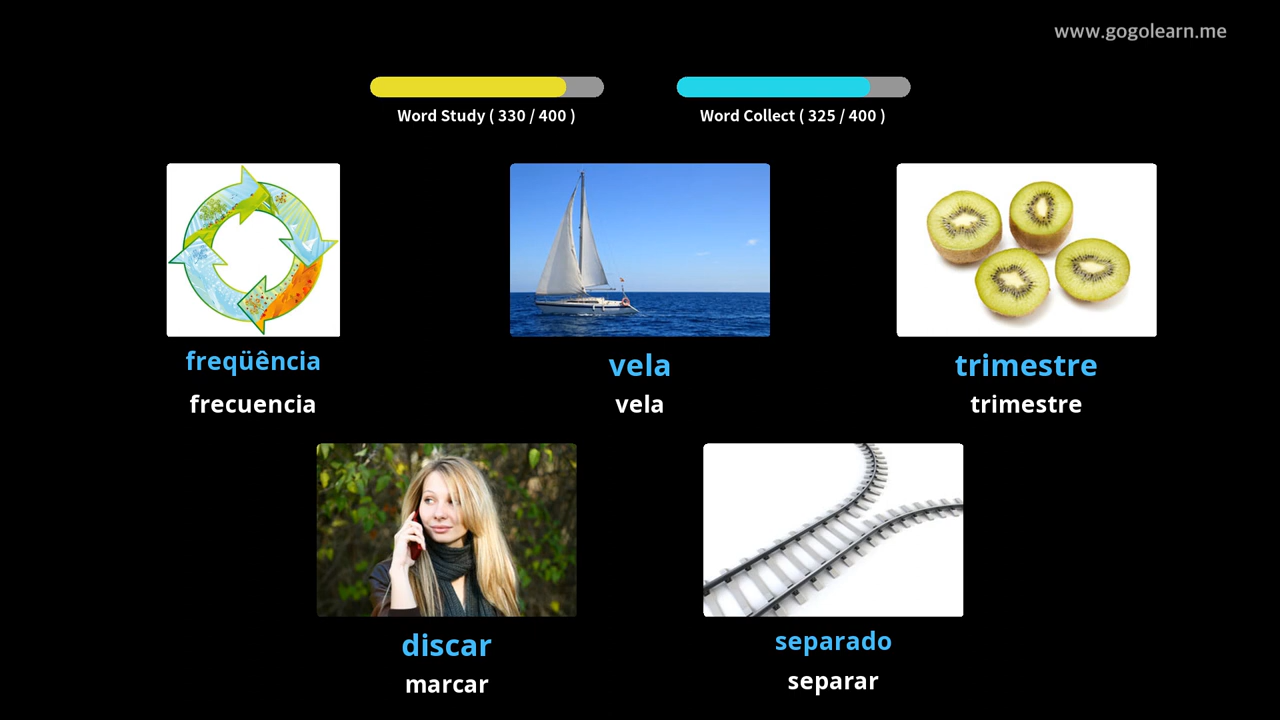 www.gogolearn.me
Word Study ( 330 / 400 )
Word Collect ( 325 / 400 )
freqüência
vela
trimestre
frecuencia
vela
trimestre
discar
separado
marcar
separar